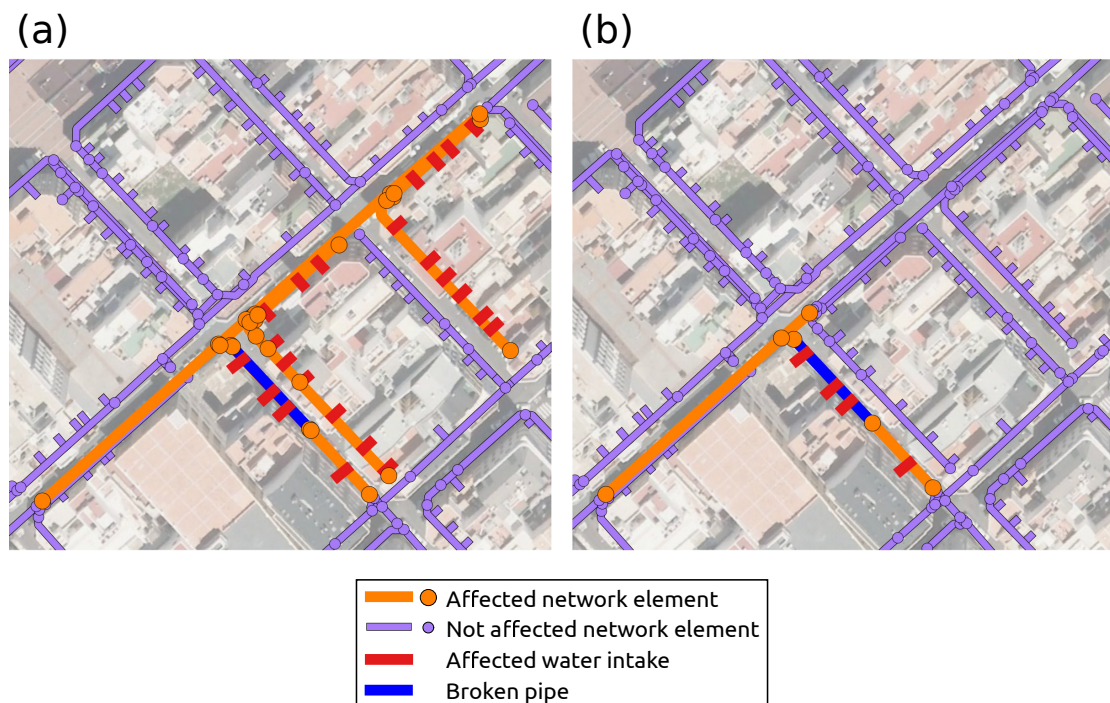 (a)
(b)
Affected network element
Not affected network element
Affected water intake
Broken pipe